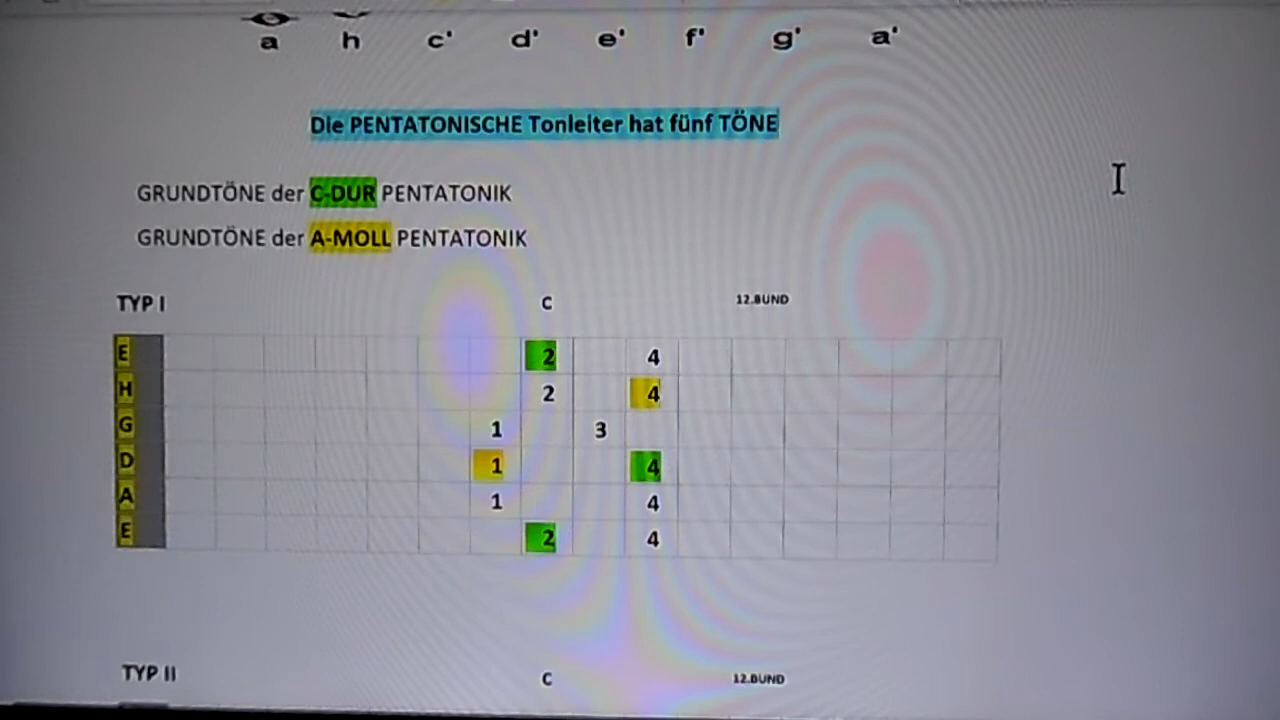 a h c' d' e' f' g' a'
Die PENTATONISCHE Tonleiter hat fünf TÖNE
GRUNDTÖNE der C-DUR PENTATONIK
GRUNDTÖNE der A-MOLL PENTATONIK
TYP I C 12.BUND
E 2 4
H 2 4
G 1 3
D 1 4
A 1 4
E 2 4
TYP II C 12.BUND